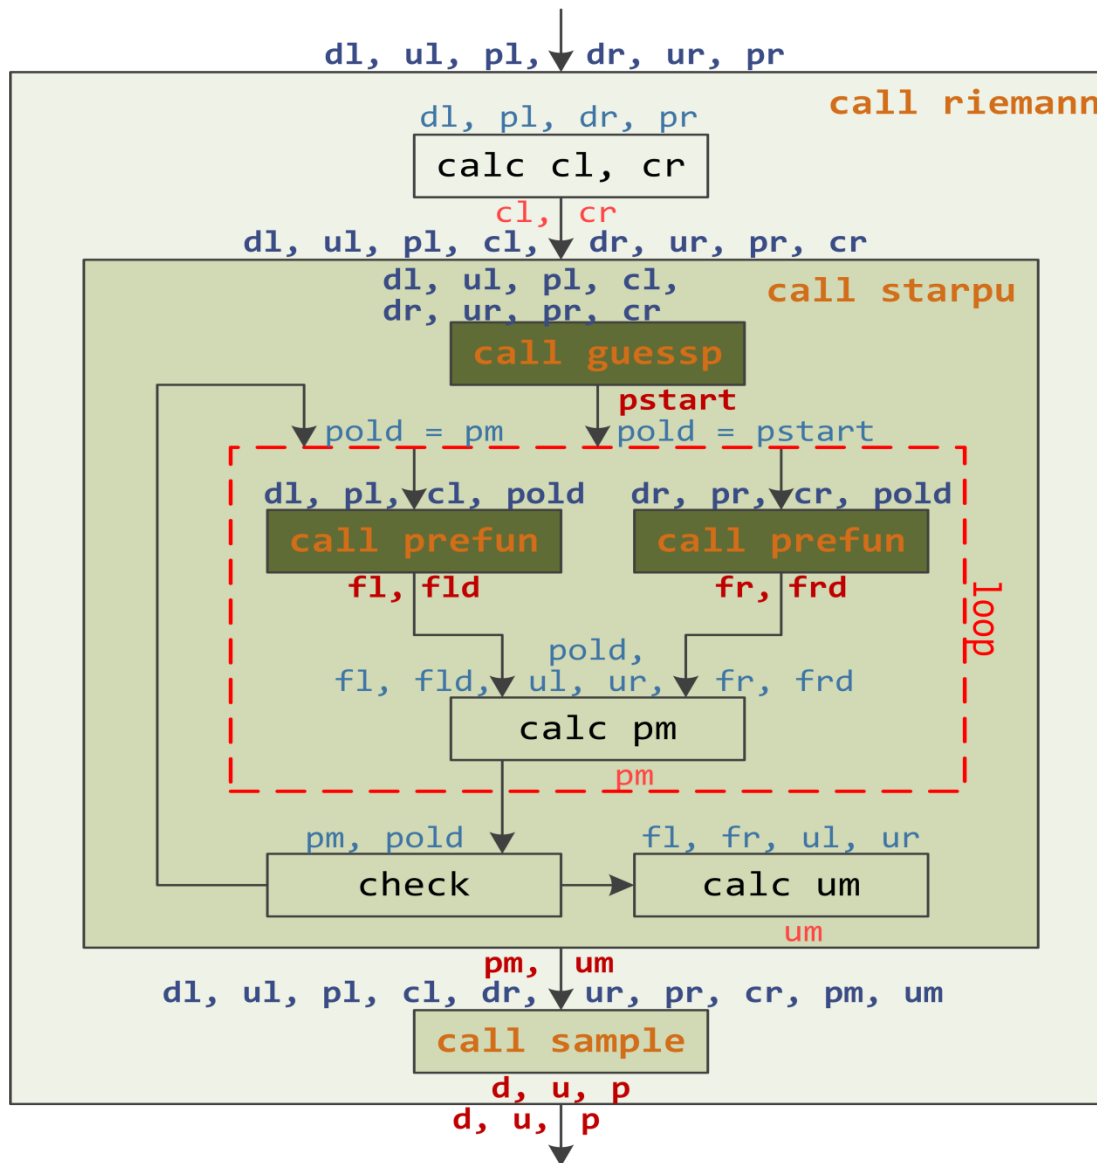 dl, ul, pl, dr, ur, pr
call riemann
dl, pl, dr, pr
calc cl, cr
cl, cr
dl, ul, pl, cl, dr, ur, pr, cr
dl, ul, pl, cl,
call starpu
dr, ur, pr, cr
call guessp
pstart
pold = pm
pold = pstart
dl, pl, cl, pold
dr, pr, cr, pold
call prefun
call prefun
fl, fld
fr, frd
loop
pold,
fl, fld, ul, ur, fr, frd
calc pm
pm
pm, pold
fl, fr, ul, ur
check
calc um
um
pm, um
dl, ul, pl, cl, dr, ur, pr, cr, pm, um
call sample
d, u, p
d, u, p